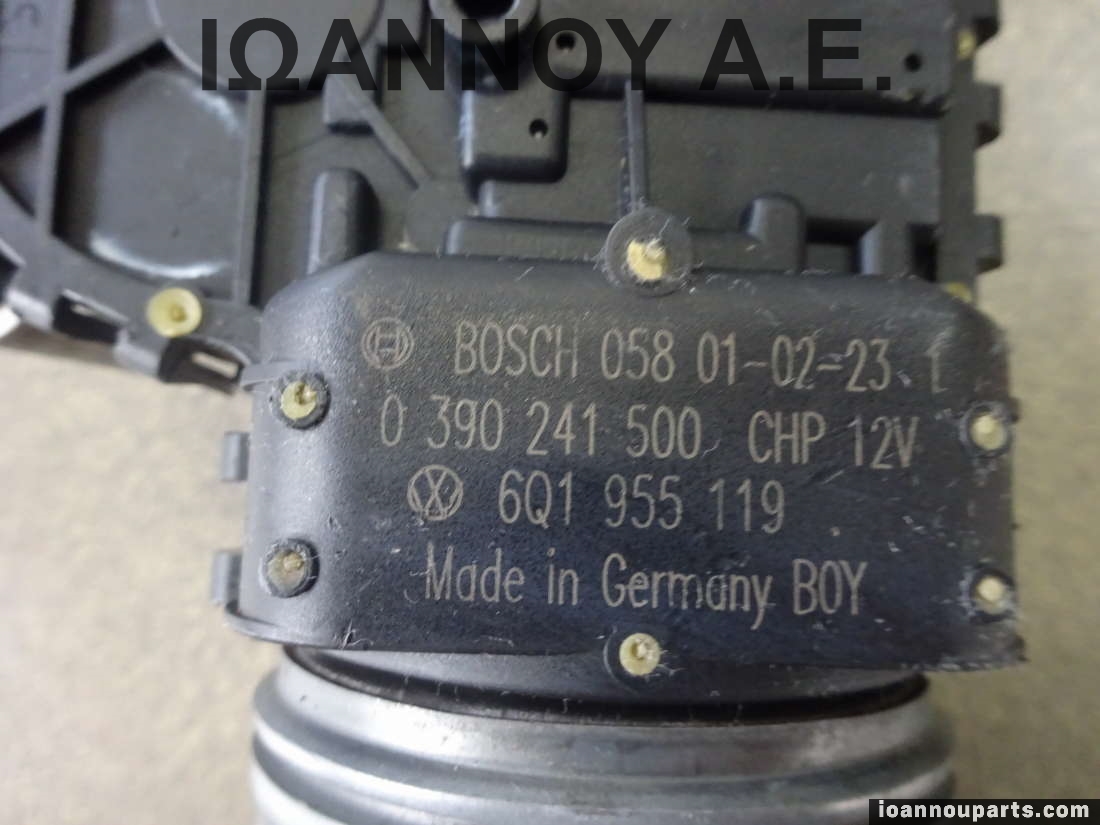 ΙΩΑΝΝΟΥ Α.Ε.
BOSCH 058 01-02-23 1
0 390 241 500 CHP 12V
6Q1 955 119
Made in Germany BOY
ioannouparts.com